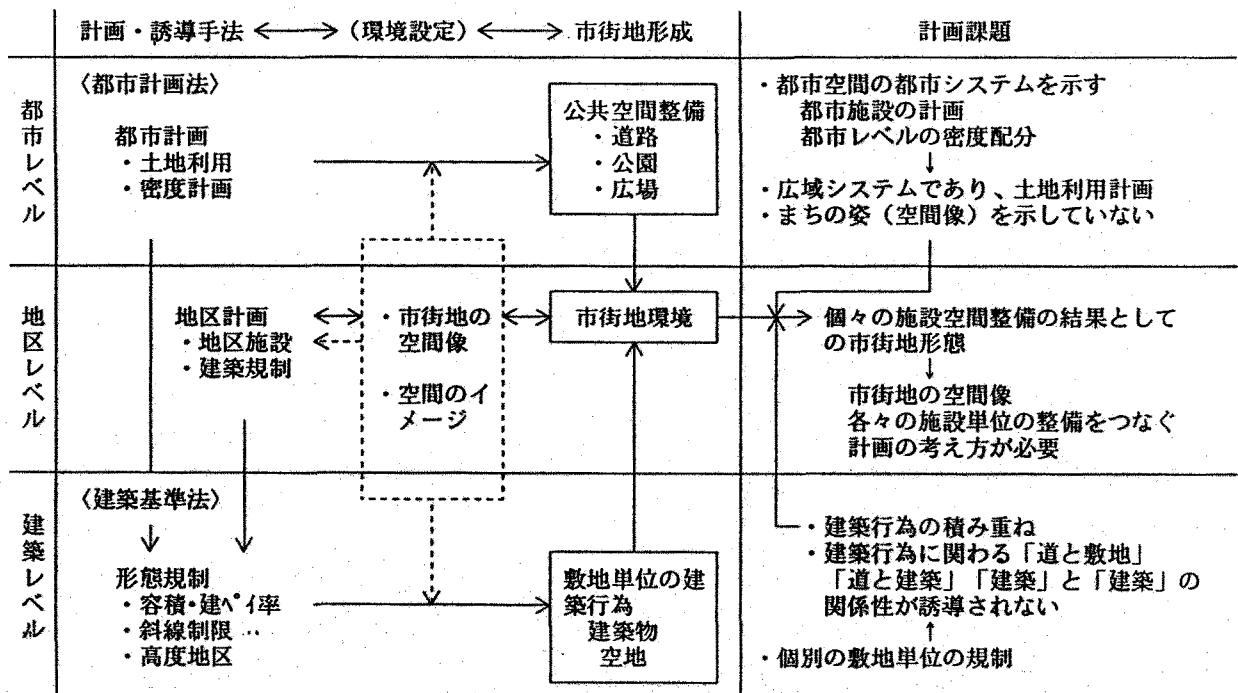 計画・誘導手法 ⟷ (環境設定) ⟷ 市街地形成
計画課題
都市レベル
〈都市計画法〉
都市計画
・土地利用
・密度計画
公共空間整備
・道路
・公園
・広場
・都市空間の都市システムを示す
都市施設の計画
都市レベルの密度配分
↓
・広域システムであり、土地利用計画
・まちの姿(空間像)を示していない
地区レベル
地区計画
・地区施設
・建築規制
・市街地の
空間像
・空間のイ
メージ
市街地環境
個々の施設空間整備の結果として
の市街地形態
↓
市街地の空間像
各々の施設単位の整備をつなぐ
計画の考え方が必要
建築レベル
〈建築基準法〉
形態規制
・容積・建ペイ率
・斜線制限
・高度地区
敷地単位の建
築行為
建築物
空地
・建築行為の積み重ね
・建築行為に関わる「道と敷地」
「道と建築」「建築」と「建築」の
関係性が誘導されない
↑
・個別の敷地単位の規制